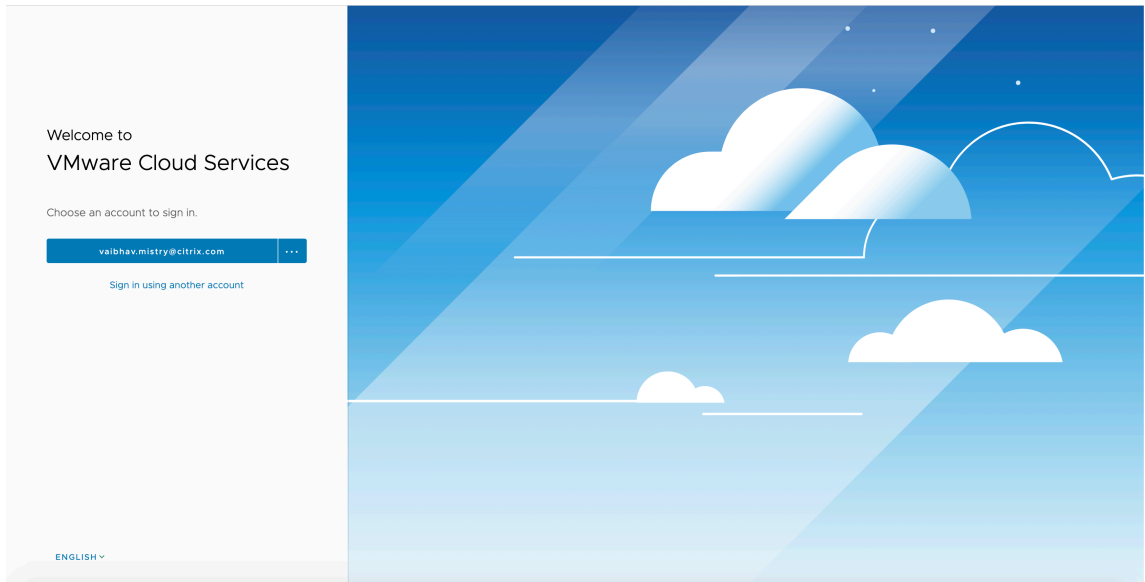 Welcome to
VMware Cloud Services
Choose an account to sign in.
vaibhav.mistry@citrix.com ...
Sign in using another account
ENGLISH